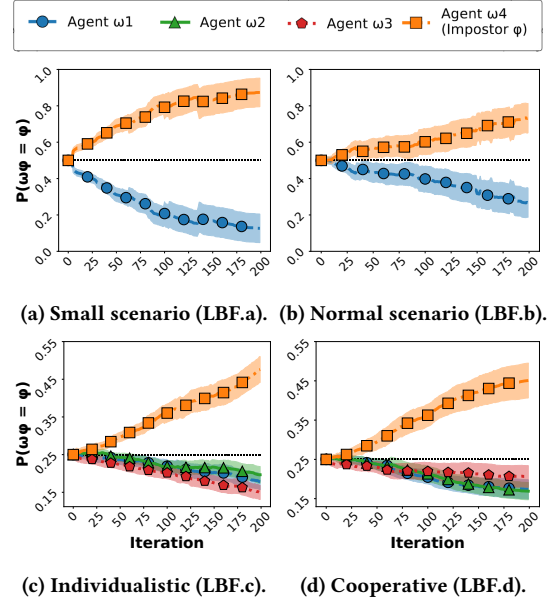 Agent ω1 Agent ω2 Agent ω3 Agent ω4 (Impostor φ)
P(ωφ = φ)
1.0
0.8
0.6
0.4
0.2
0.0
0 25 50 75 100 125 150 175 200
1.0
0.8
0.6
0.4
0.2
0.0
0 25 50 75 100 125 150 175 200
(a) Small scenario (LBF.a). (b) Normal scenario (LBF.b).
P(ωφ = φ)
0.55
0.45
0.35
0.25
0.15
0 25 50 75 100 125 150 175 200
Iteration
0.55
0.45
0.35
0.25
0.15
0 25 50 75 100 125 150 175 200
Iteration
(c) Individualistic (LBF.c). (d) Cooperative (LBF.d).